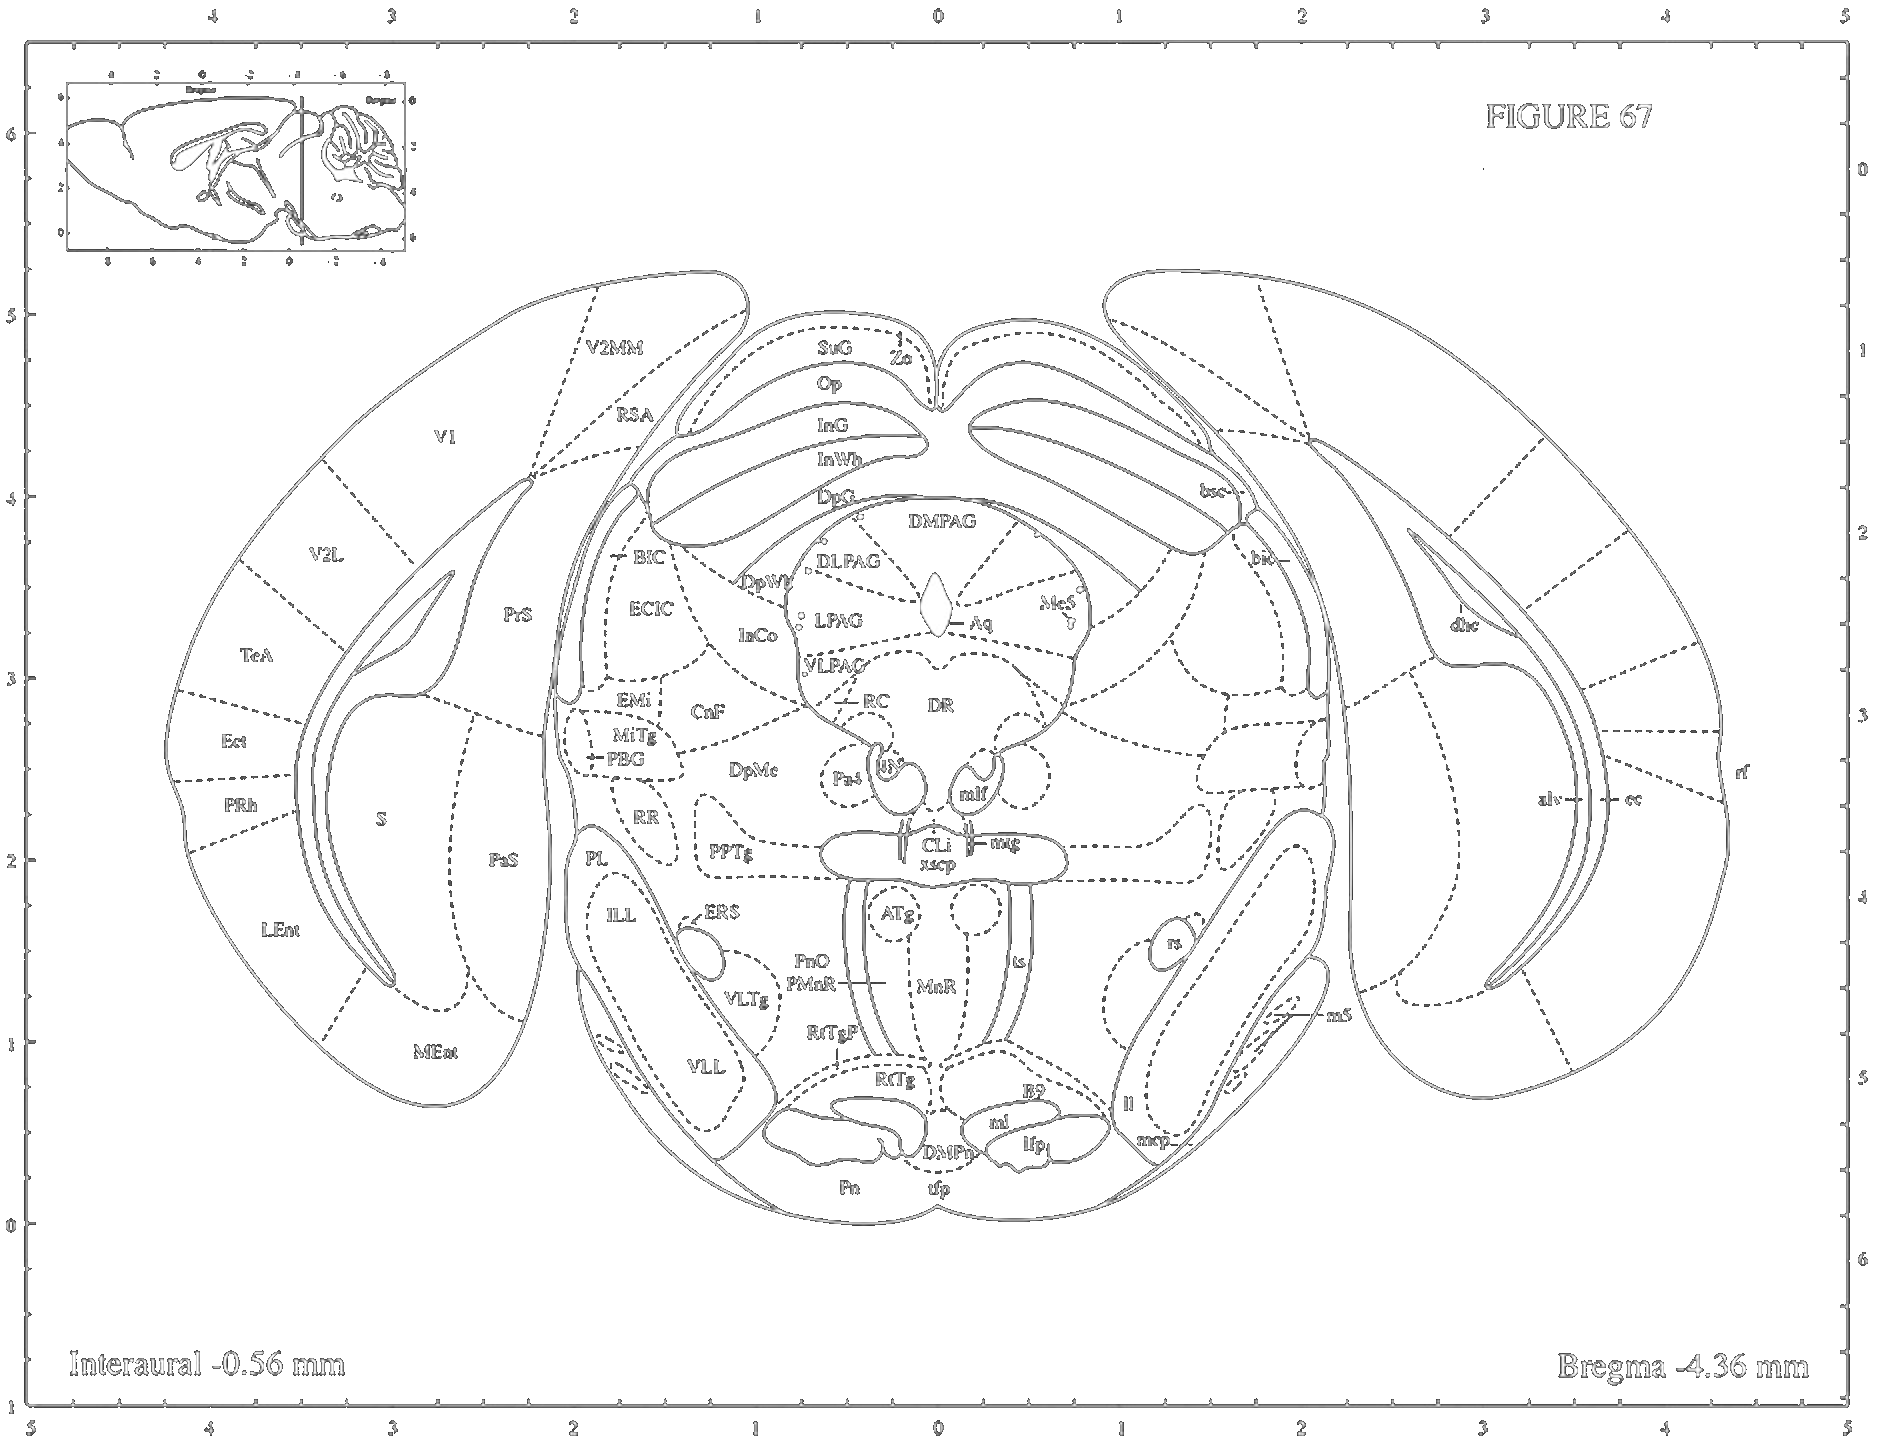 4 3 2 1 0 1 2 3 4 5
FIGURE 67
Bregma
Bregma
6
5
4
3
2
1
0
1
0
1
2
3
4
5
6
V2MM
SuG
Zo
Op
RSA
V1
InG
InWh
DpG
bsc
DMPAG
V2L
BIC
DLPAG
bic
DpWh
PrS
ECIC
Me5
InCo
LPAG
Aq
dhc
TeA
VLPAG
EMi
CnF
RC
DR
Ect
MiTg
PBG
DpMe
Pa4
mlf
rf
PRh
S
RR
alv
ec
PaS
PL
PPTg
CLi
xscp
mtg
ILL
ERS
ATg
LEnt
rs
PnO
PMnR
ts
VLTg
MnR
RtTgP
m5
MEnt
VLL
RtTg
B9
ll
ml
mcp
lfp
DMPn
Pn
tfp
Interaural -0.56 mm
Bregma -4.36 mm
5 4 3 2 1 0 1 2 3 4 5